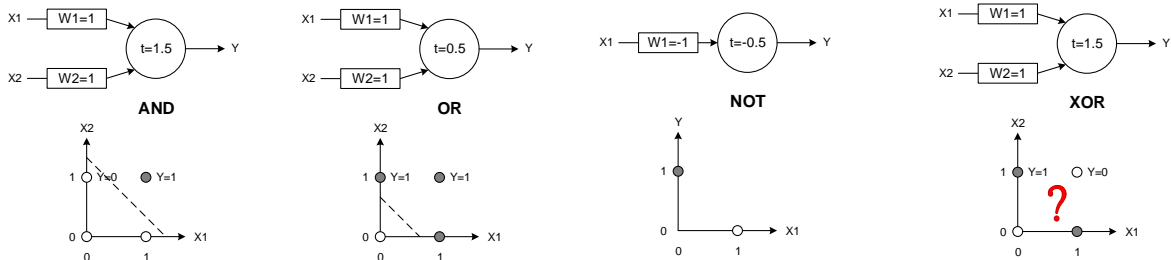 X1
W1=1
t=1.5
Y
X2
W2=1
AND
X2
1
Y=0
Y=1
0
X1
0
1
X1
W1=1
t=0.5
Y
X2
W2=1
OR
X2
1
Y=1
Y=1
0
X1
0
1
X1
W1=-1
t=-0.5
Y
NOT
Y
1
0
X1
0
1
X1
W1=1
t=1.5
Y
X2
W2=1
XOR
X2
1
Y=1
Y=0
?
0
X1
0
1